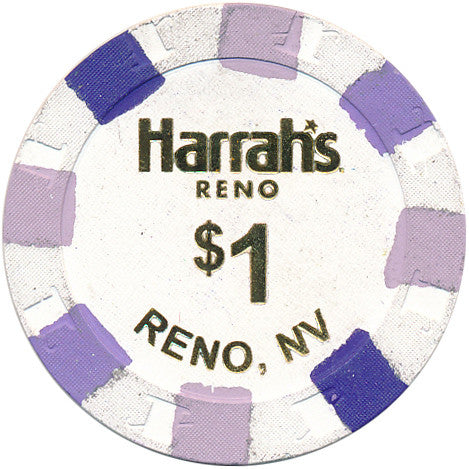 Harrah's
RENO
$1
RENO, NV